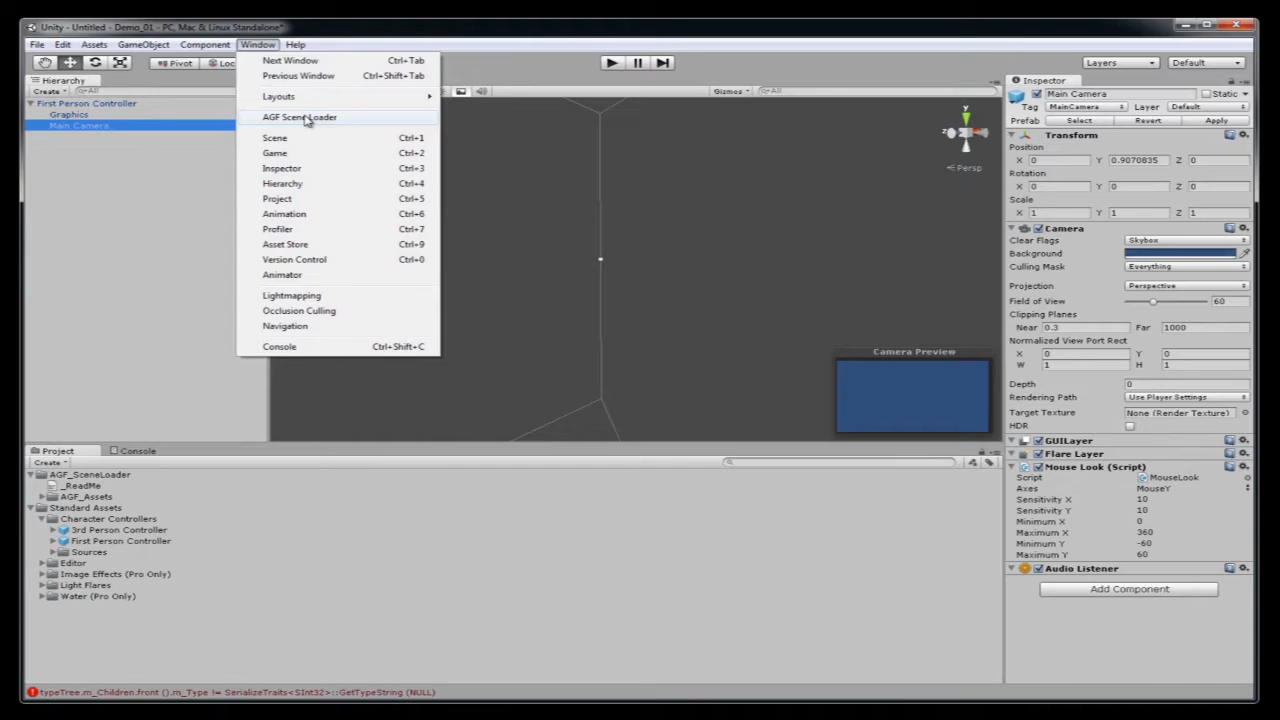 Unity - Untitled - Demo_01 - PC, Mac & Linux Standalone*
File Edit Assets GameObject Component Window Help
Pivot Loc
Layers Default
Hierarchy
Create All
First Person Controller
Graphics
Main Camera
Next Window Ctrl+Tab
Previous Window Ctrl+Shift+Tab
Layouts
AGF Scene Loader
Scene Ctrl+1
Game Ctrl+2
Inspector Ctrl+3
Hierarchy Ctrl+4
Project Ctrl+5
Animation Ctrl+6
Profiler Ctrl+7
Asset Store Ctrl+9
Version Control Ctrl+0
Animator
Lightmapping
Occlusion Culling
Navigation
Console Ctrl+Shift+C
Gizmos All
y
z
Persp
Camera Preview
Inspector
Main Camera Static
Tag MainCamera Layer Default
Prefab Select Revert Apply
Transform
Position
X 0 Y 0.9070835 Z 0
Rotation
X 0 Y 0 Z 0
Scale
X 1 Y 1 Z 1
Camera
Clear Flags Skybox
Background
Culling Mask Everything
Projection Perspective
Field of View 60
Clipping Planes
Near 0.3 Far 1000
Normalized View Port Rect
X 0 Y 0
W 1 H 1
Depth 0
Rendering Path Use Player Settings
Target Texture None (Render Texture)
HDR
GUILayer
Flare Layer
Mouse Look (Script)
Script MouseLook
Axes MouseY
Sensitivity X 10
Sensitivity Y 10
Minimum X 0
Maximum X 360
Minimum Y -60
Maximum Y 60
Audio Listener
Add Component
Project Console
Create
AGF_SceneLoader
_ReadMe
AGF_Assets
Standard Assets
Character Controllers
3rd Person Controller
First Person Controller
Sources
Editor
Image Effects (Pro Only)
Light Flares
Water (Pro Only)
typeTree.m_Children.front ().m_Type != SerializeTraits<SInt32>::GetTypeString (NULL)